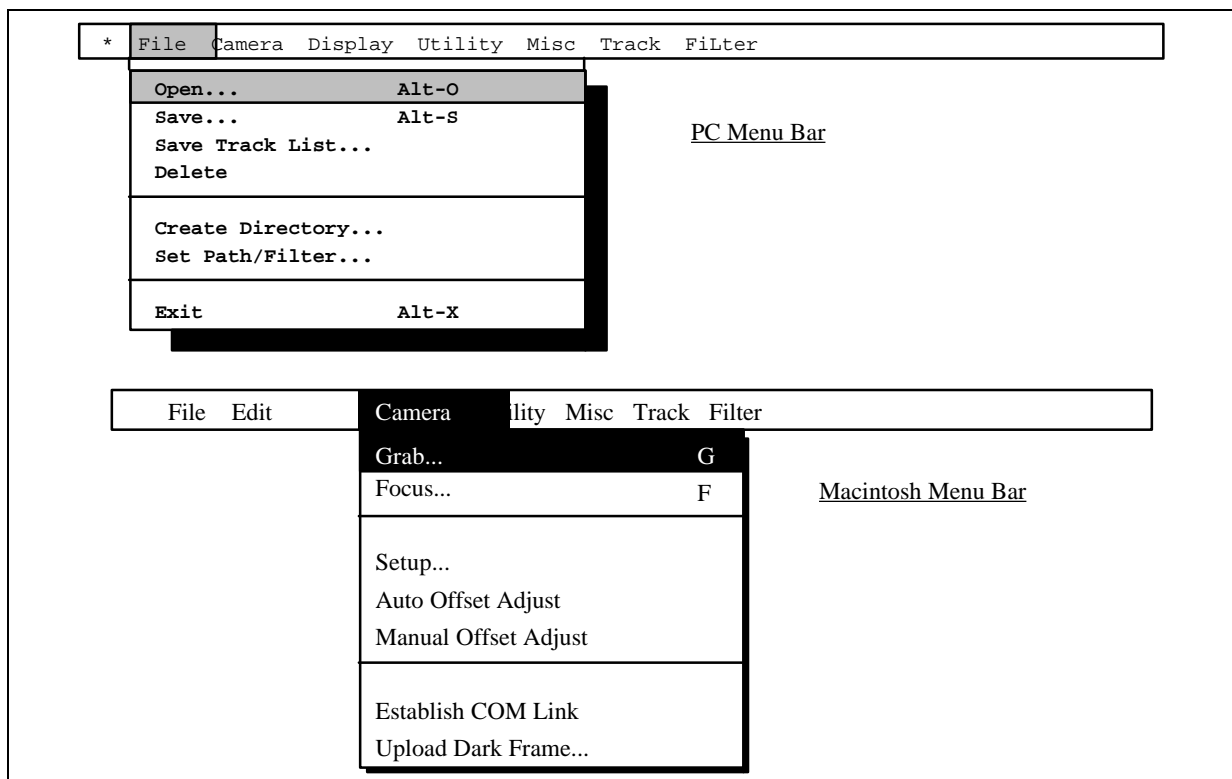 * File Camera Display Utility Misc Track FiLter
Open... Alt-O
Save... Alt-S
Save Track List...
Delete
PC Menu Bar
Create Directory...
Set Path/Filter...
Exit Alt-X
File Edit Camera ility Misc Track Filter
Grab... G
Focus... F
Macintosh Menu Bar
Setup...
Auto Offset Adjust
Manual Offset Adjust
Establish COM Link
Upload Dark Frame...